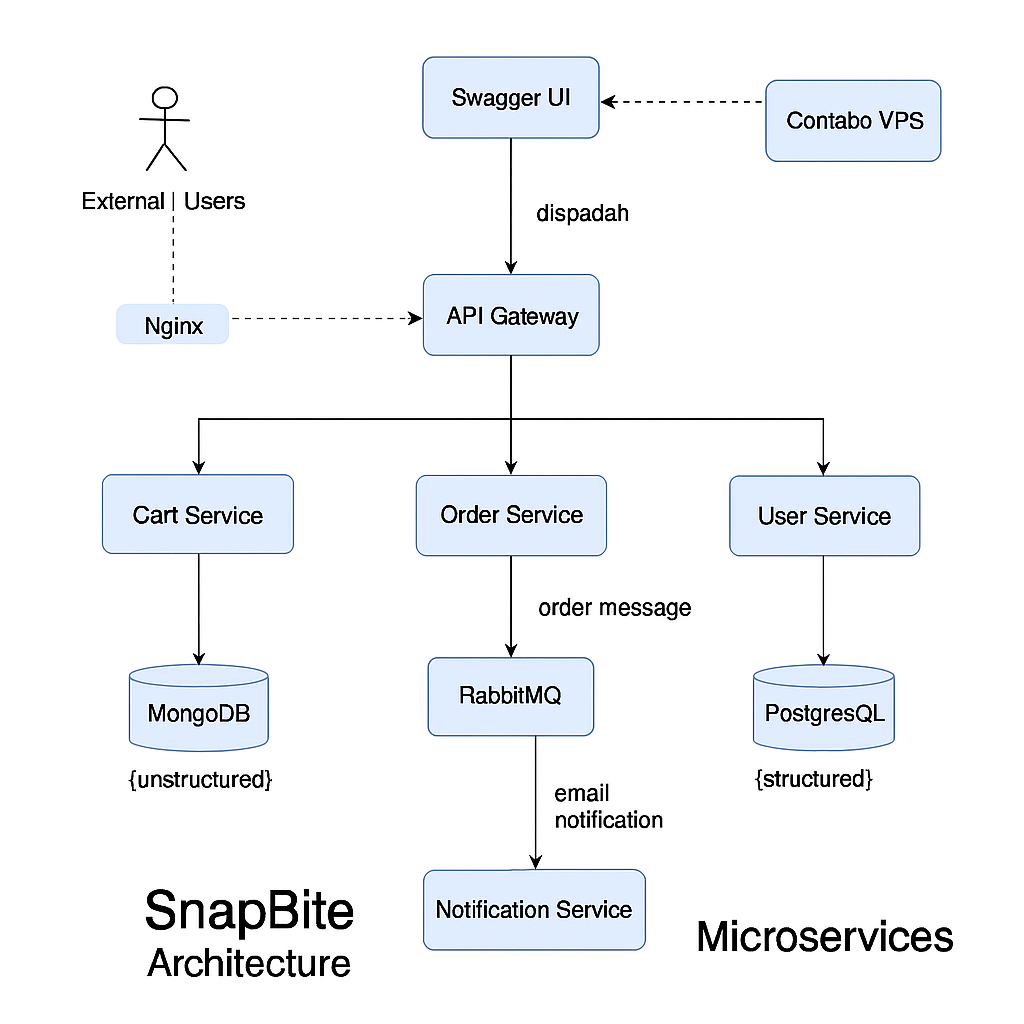 Swagger UI
Contabo VPS
External | Users
dispadah
Nginx
API Gateway
Cart Service
Order Service
User Service
order message
MongoDB
RabbitMQ
PostgresQL
{unstructured}
{structured}
email
notification
Notification Service
SnapBite
Architecture
Microservices